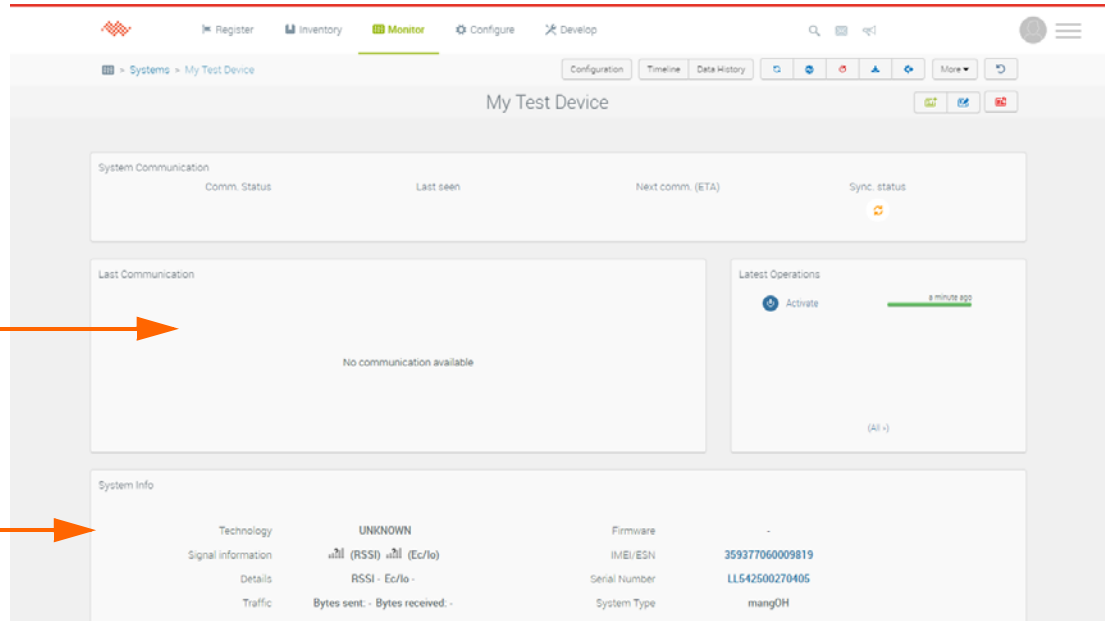 Register Inventory Monitor Configure Develop
> Systems > My Test Device Configuration Timeline Data History More
My Test Device
System Communication
Comm. Status Last seen Next comm. (ETA) Sync. status
Last Communication
No communication available
Latest Operations
Activate a minute ago
(All »)
System Info
Technology UNKNOWN Firmware -
Signal information (RSSI) (Ec/Io) IMEI/ESN 359377060009819
Details RSSI - Ec/Io - Serial Number LL542500270405
Traffic Bytes sent: - Bytes received: - System Type mangOH